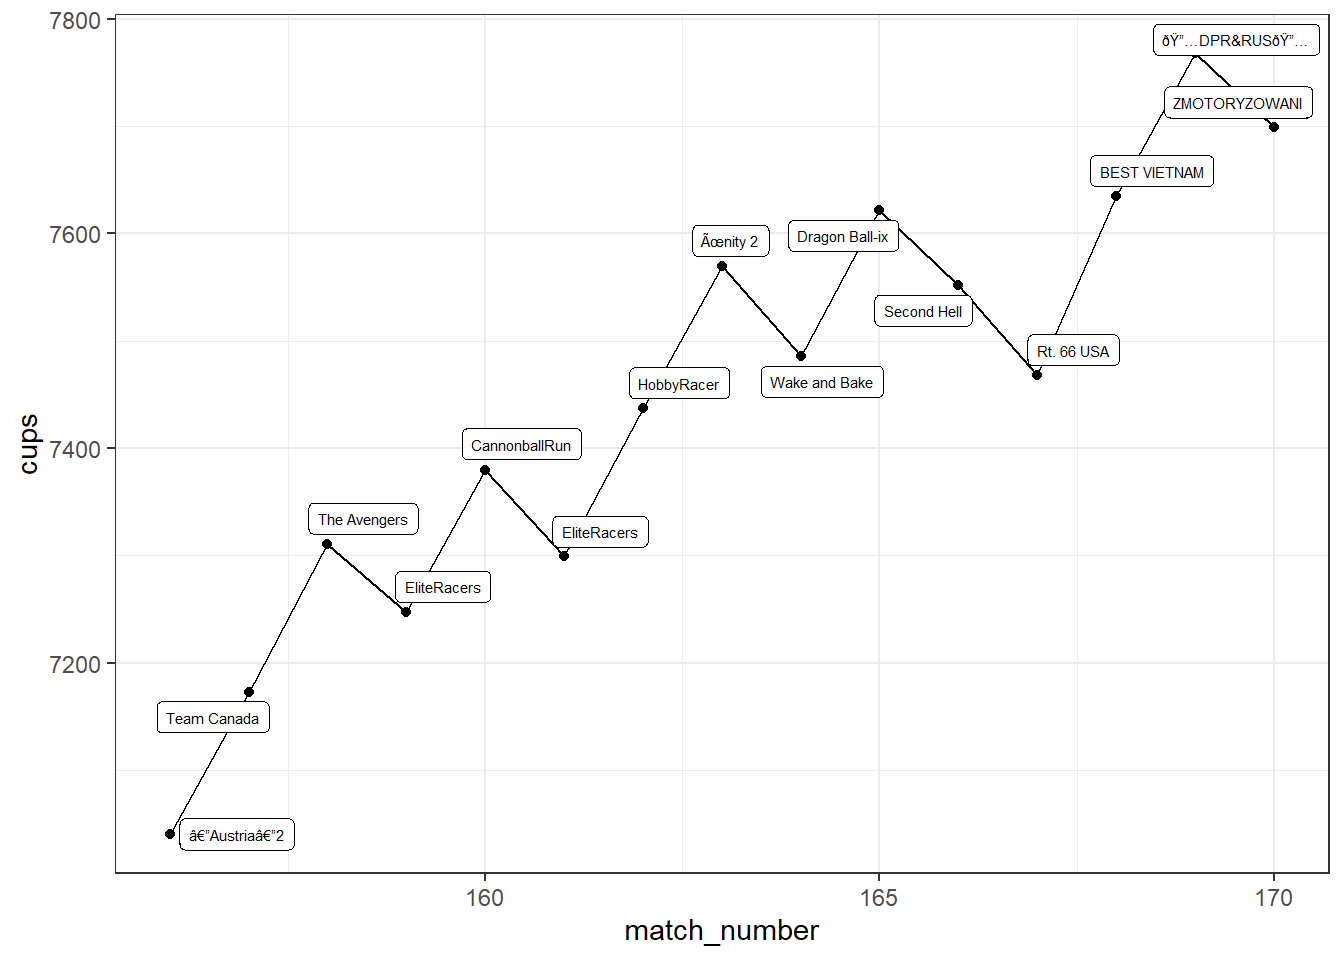 7800
ðŸ”…DPR&RUSðŸ”…
ZMOTORYZOWANI
BEST VIETNAM
7600
Ãœnity 2
Dragon Ball-ix
Second Hell
Rt. 66 USA
HobbyRacer
Wake and Bake
cups
7400
CannonballRun
The Avengers
EliteRacers
EliteRacers
7200
Team Canada
â€”Austriaâ€”2
160
165
170
match_number